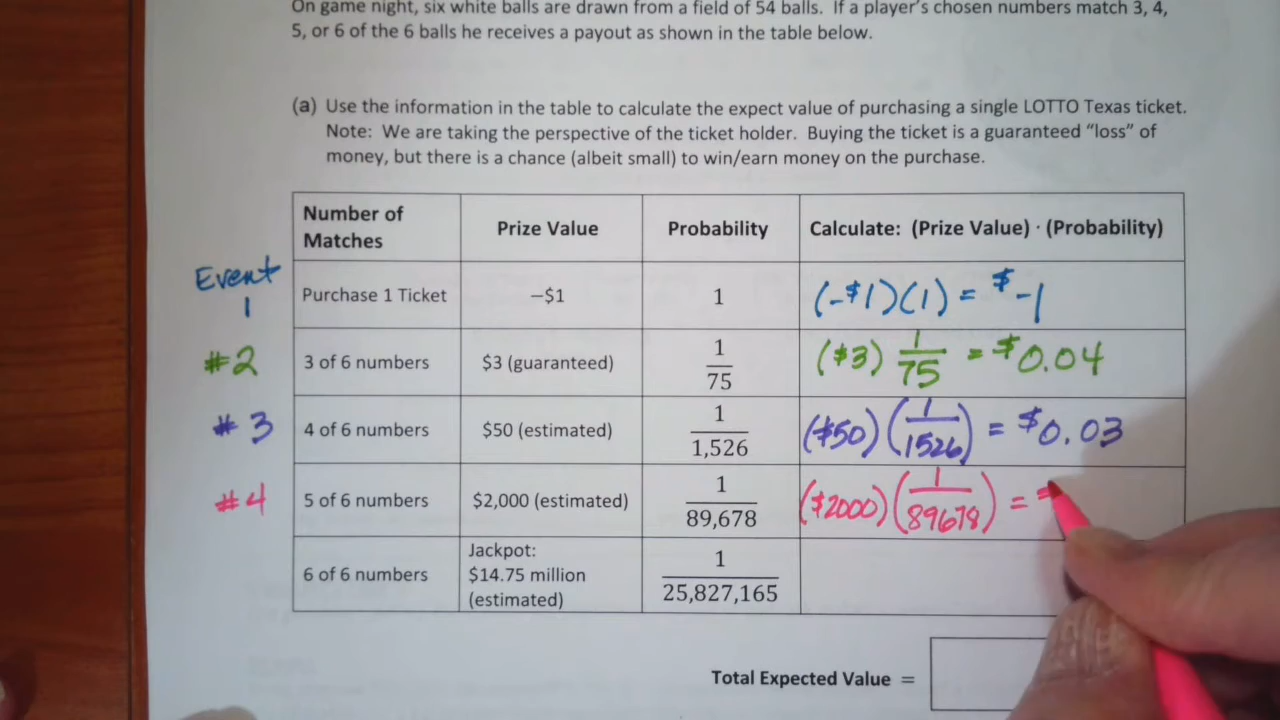 On game night, six white balls are drawn from a field of 54 balls. If a player's chosen numbers match 3, 4,
5, or 6 of the 6 balls he receives a payout as shown in the table below.
(a) Use the information in the table to calculate the expect value of purchasing a single LOTTO Texas ticket.
Note: We are taking the perspective of the ticket holder. Buying the ticket is a guaranteed "loss" of
money, but there is a chance (albeit small) to win/earn money on the purchase.
Number of
Matches
Prize Value
Probability
Calculate: (Prize Value) · (Probability)
Event
1
Purchase 1 Ticket
−$1
1
(-$1)(1) = $-1
#2
3 of 6 numbers
$3 (guaranteed)
1
75
($3) 1/75 = $0.04
#3
4 of 6 numbers
$50 (estimated)
1
1,526
($50)(1/1526) = $0.03
#4
5 of 6 numbers
$2,000 (estimated)
1
89,678
($2000)(1/89678) = $
6 of 6 numbers
Jackpot:
$14.75 million
(estimated)
1
25,827,165
Total Expected Value =